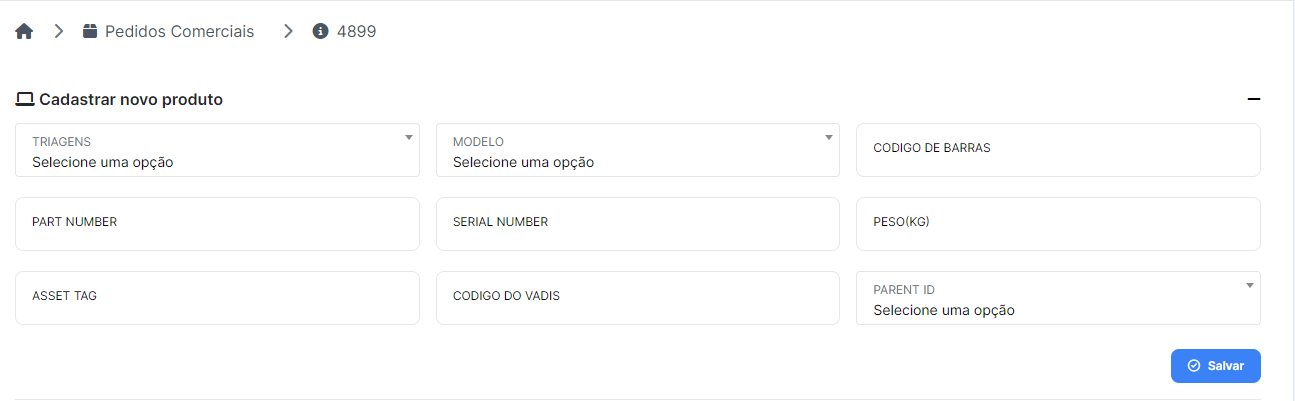 Pedidos Comerciais 4899
Cadastrar novo produto
TRIAGENS
Selecione uma opção
MODELO
Selecione uma opção
CODIGO DE BARRAS
PART NUMBER
SERIAL NUMBER
PESO(KG)
ASSET TAG
CODIGO DO VADIS
PARENT ID
Selecione uma opção
Salvar